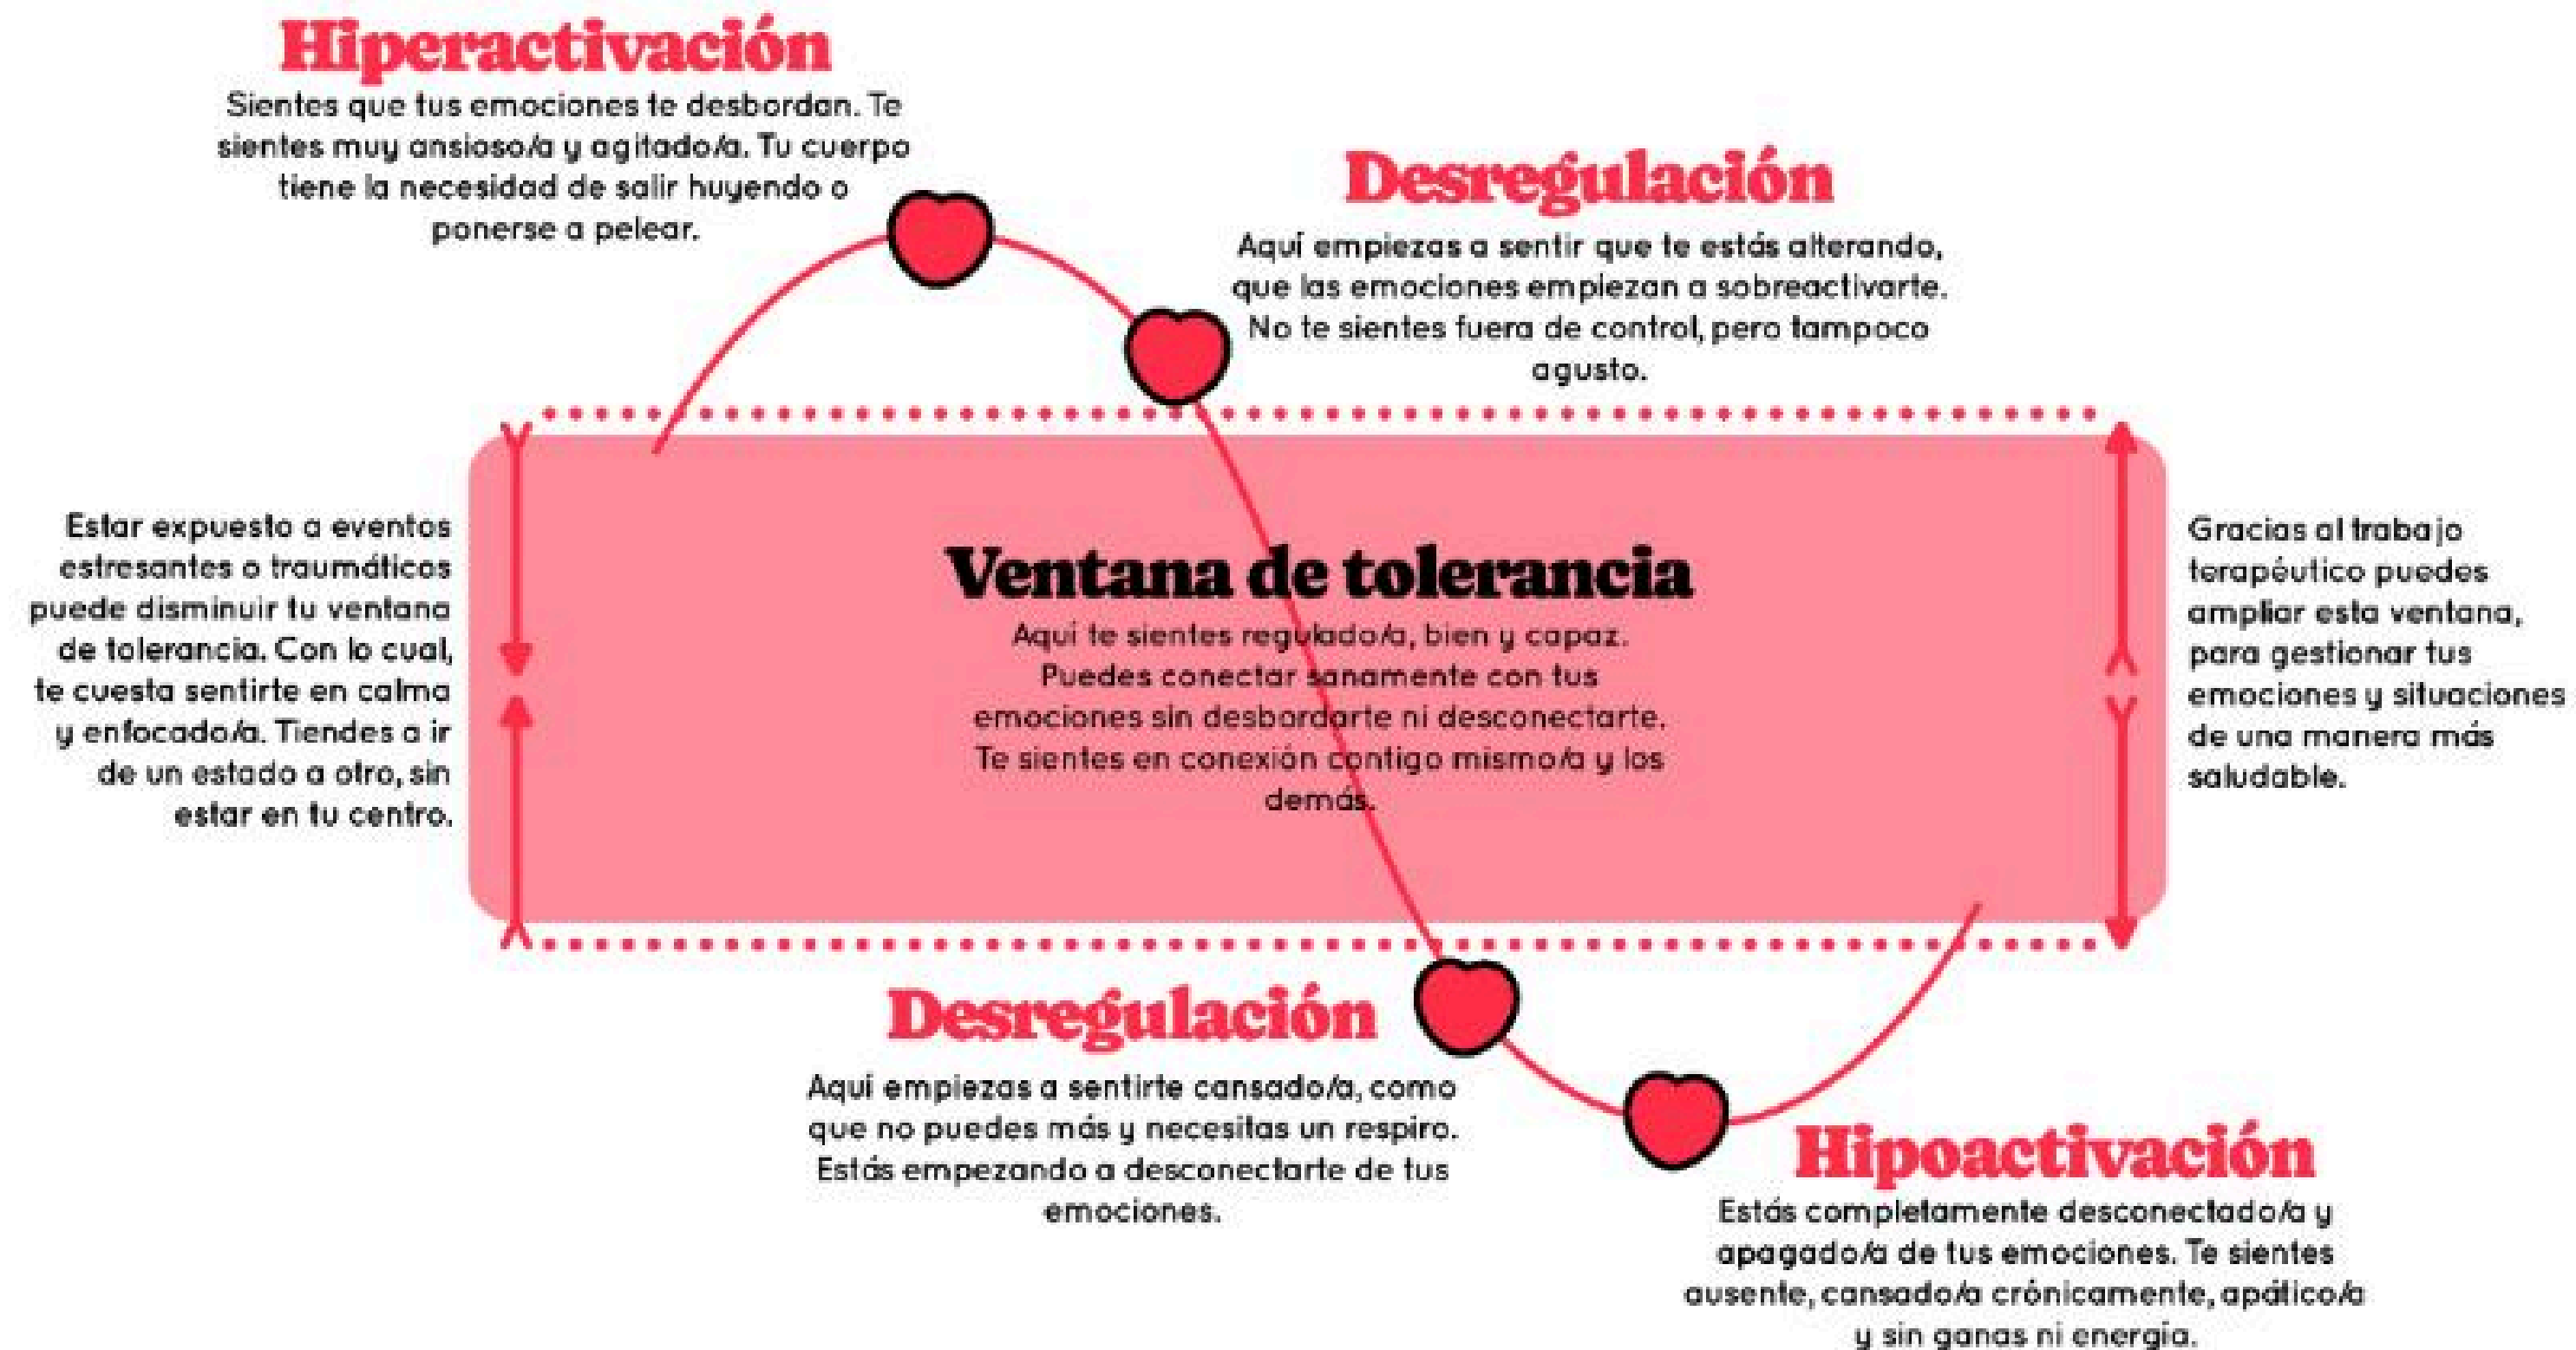 Hiperactivación
Sientes que tus emociones te desbordan. Te
sientes muy ansioso/a y agitado/a. Tu cuerpo
tiene la necesidad de salir huyendo o
ponerse a pelear.
Desregulación
Aquí empiezas a sentir que te estás alterando,
que las emociones empiezan a sobreactivarte.
No te sientes fuera de control, pero tampoco
agusto.
Estar expuesto a eventos
estresantes o traumáticos
puede disminuir tu ventana
de tolerancia. Con lo cual,
te cuesta sentirte en calma
y enfocado/a. Tiendes a ir
de un estado a otro, sin
estar en tu centro.
Ventana de tolerancia
Aquí te sientes regulado/a, bien y capaz.
Puedes conectar sanamente con tus
emociones sin desbordarte ni desconectarte.
Te sientes en conexión contigo mismo/a y los
demás.
Gracias al trabajo
terapéutico puedes
ampliar esta ventana,
para gestionar tus
emociones y situaciones
de una manera más
saludable.
Desregulación
Aquí empiezas a sentirte cansado/a, como
que no puedes más y necesitas un respiro.
Estás empezando a desconectarte de tus
emociones.
Hipoactivación
Estás completamente desconectado/a y
apagado/a de tus emociones. Te sientes
ausente, cansado/a crónicamente, apático/a
y sin ganas ni energía.